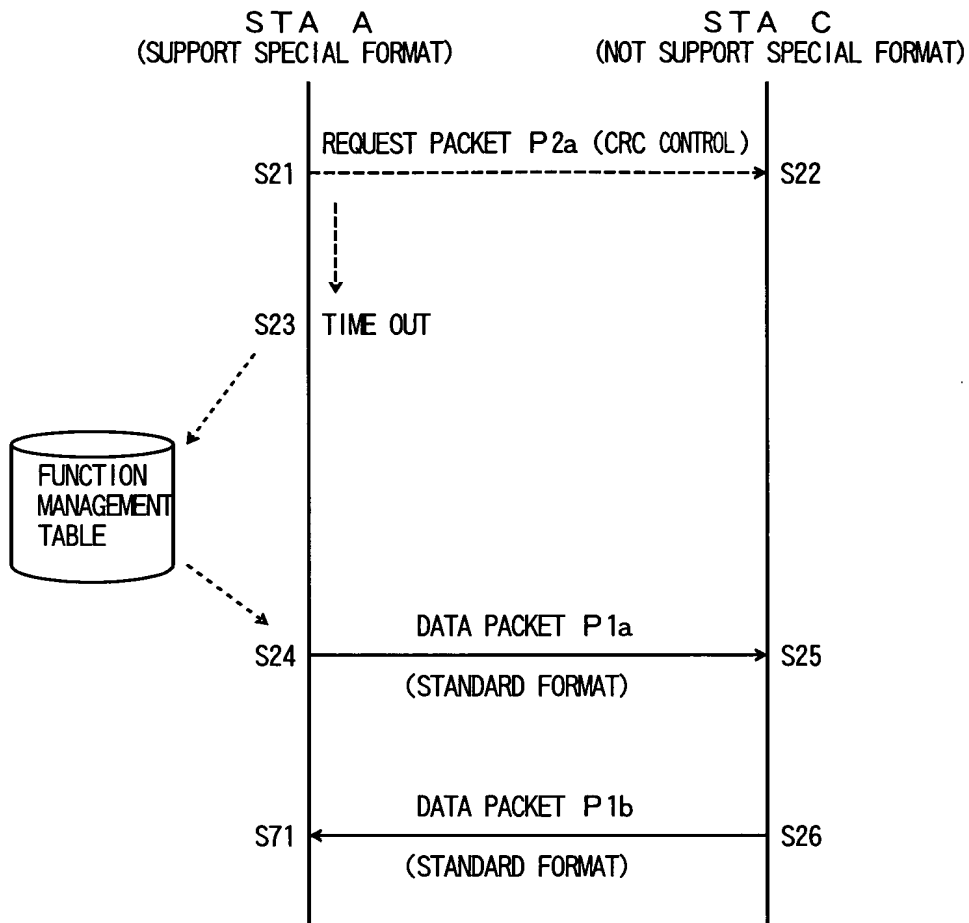 STA A
(SUPPORT SPECIAL FORMAT)
STA C
(NOT SUPPORT SPECIAL FORMAT)
REQUEST PACKET P2a (CRC CONTROL)
S21
S22
S23
TIME OUT
FUNCTION
MANAGEMENT
TABLE
DATA PACKET P1a
S24
S25
(STANDARD FORMAT)
DATA PACKET P1b
S71
S26
(STANDARD FORMAT)